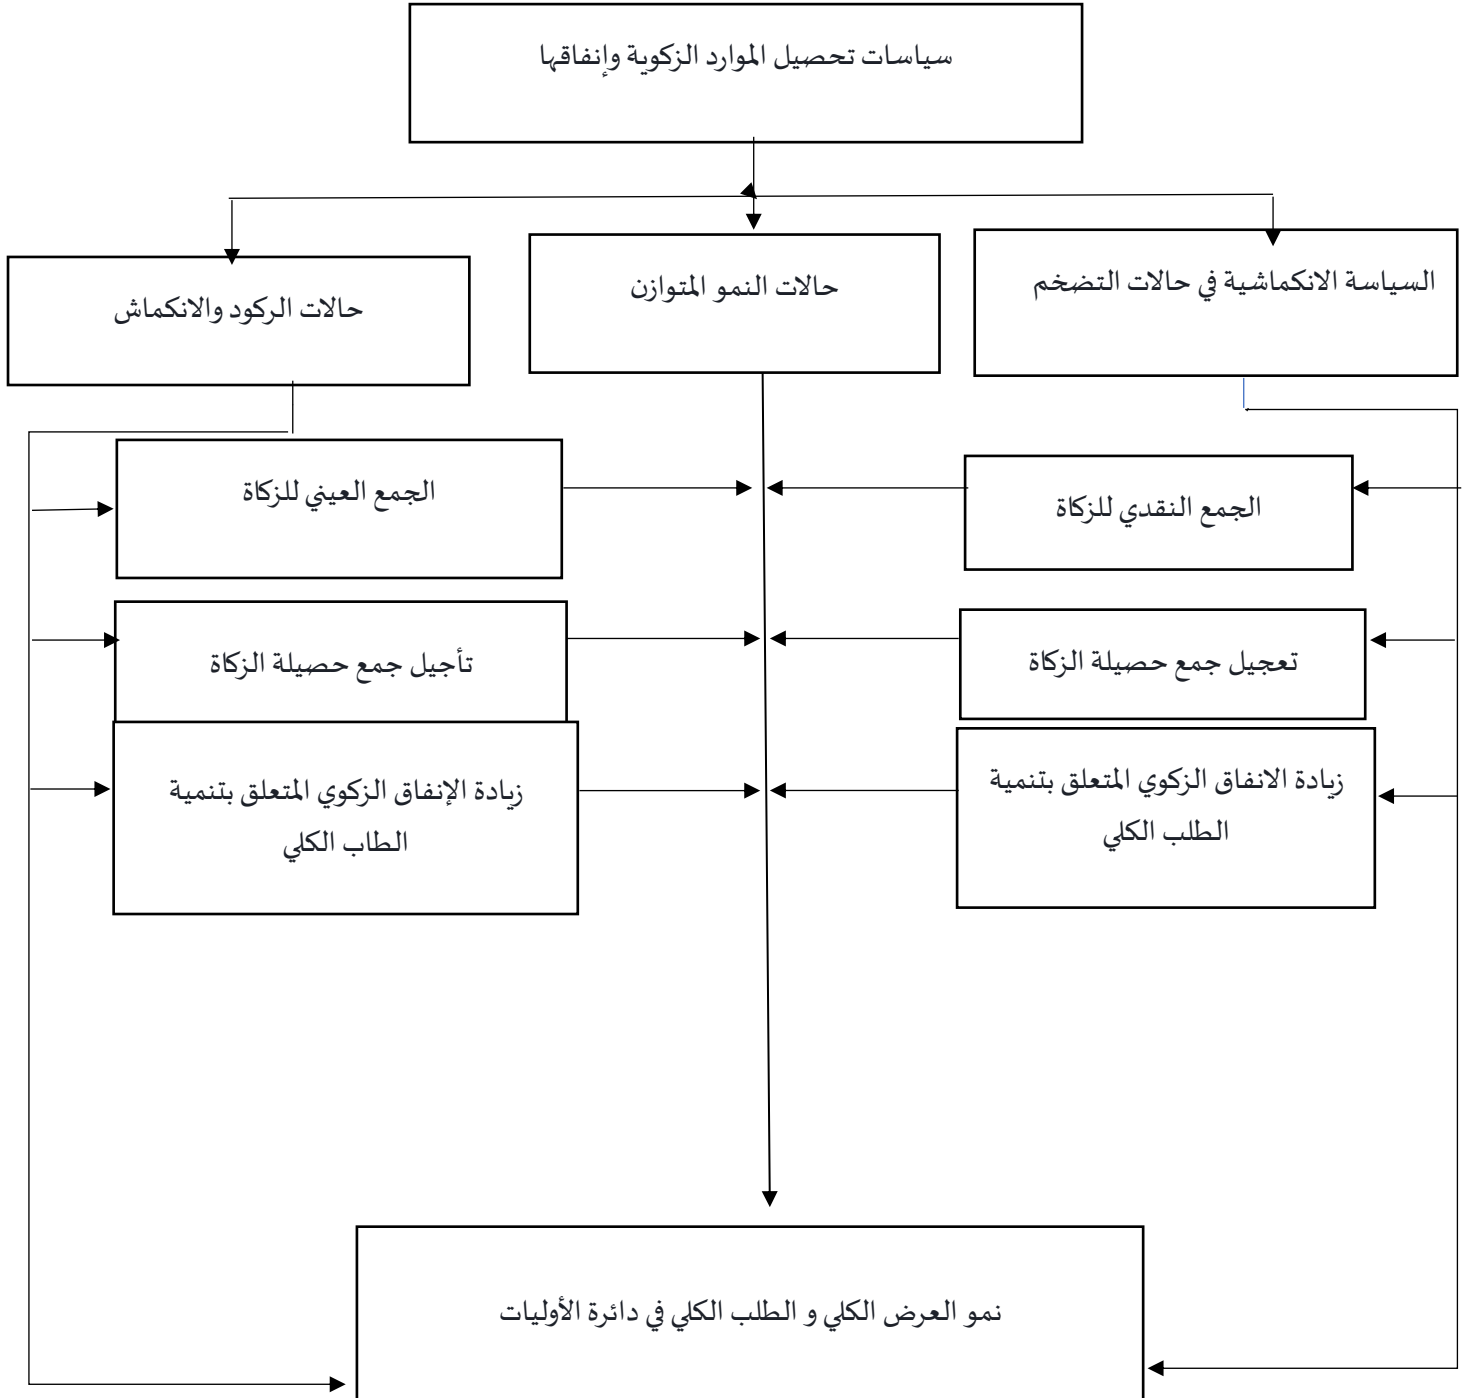 سياسات تحصيل الموارد الزكوية وإنفاقها
السياسة الانكماشية في حالات التضخم
حالات النمو المتوازن
حالات الركود والانكماش
الجمع النقدي للزكاة
الجمع العيني للزكاة
تعجيل جمع حصيلة الزكاة
تأجيل جمع حصيلة الزكاة
زيادة الانفاق الزكوي المتعلق بتنمية
الطلب الكلي
زيادة الإنفاق الزكوي المتعلق بتنمية
الطاب الكلي
نمو العرض الكلي و الطلب الكلي في دائرة الأوليات